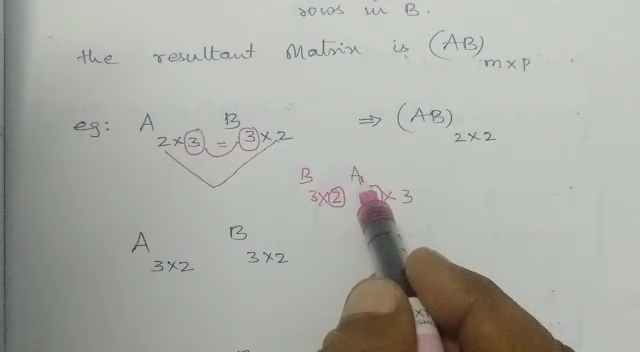 rows in B.
the resultant Matrix is (AB) m×p
eg: A 2×3 = B 3×2 ⇒ (AB) 2×2
B 3×2 A ×3
A 3×2 B 3×2